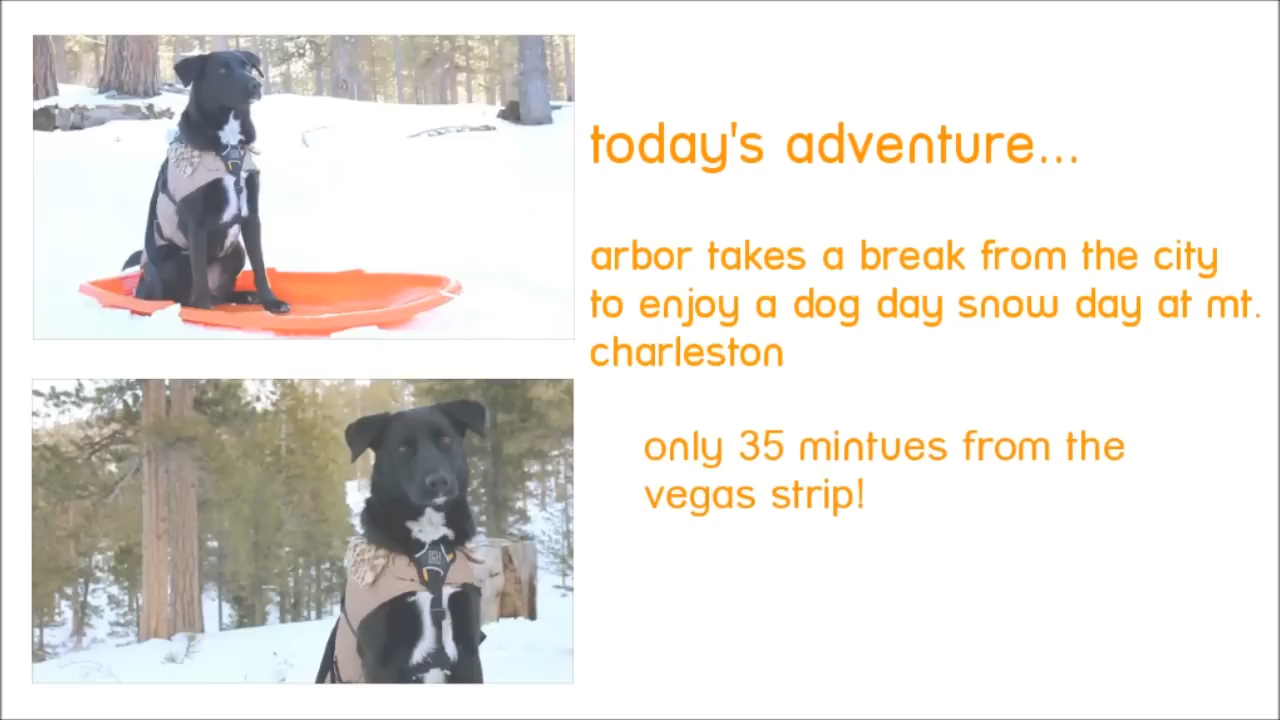 today's adventure...
arbor takes a break from the city
to enjoy a dog day snow day at mt.
charleston
only 35 mintues from the
vegas strip!